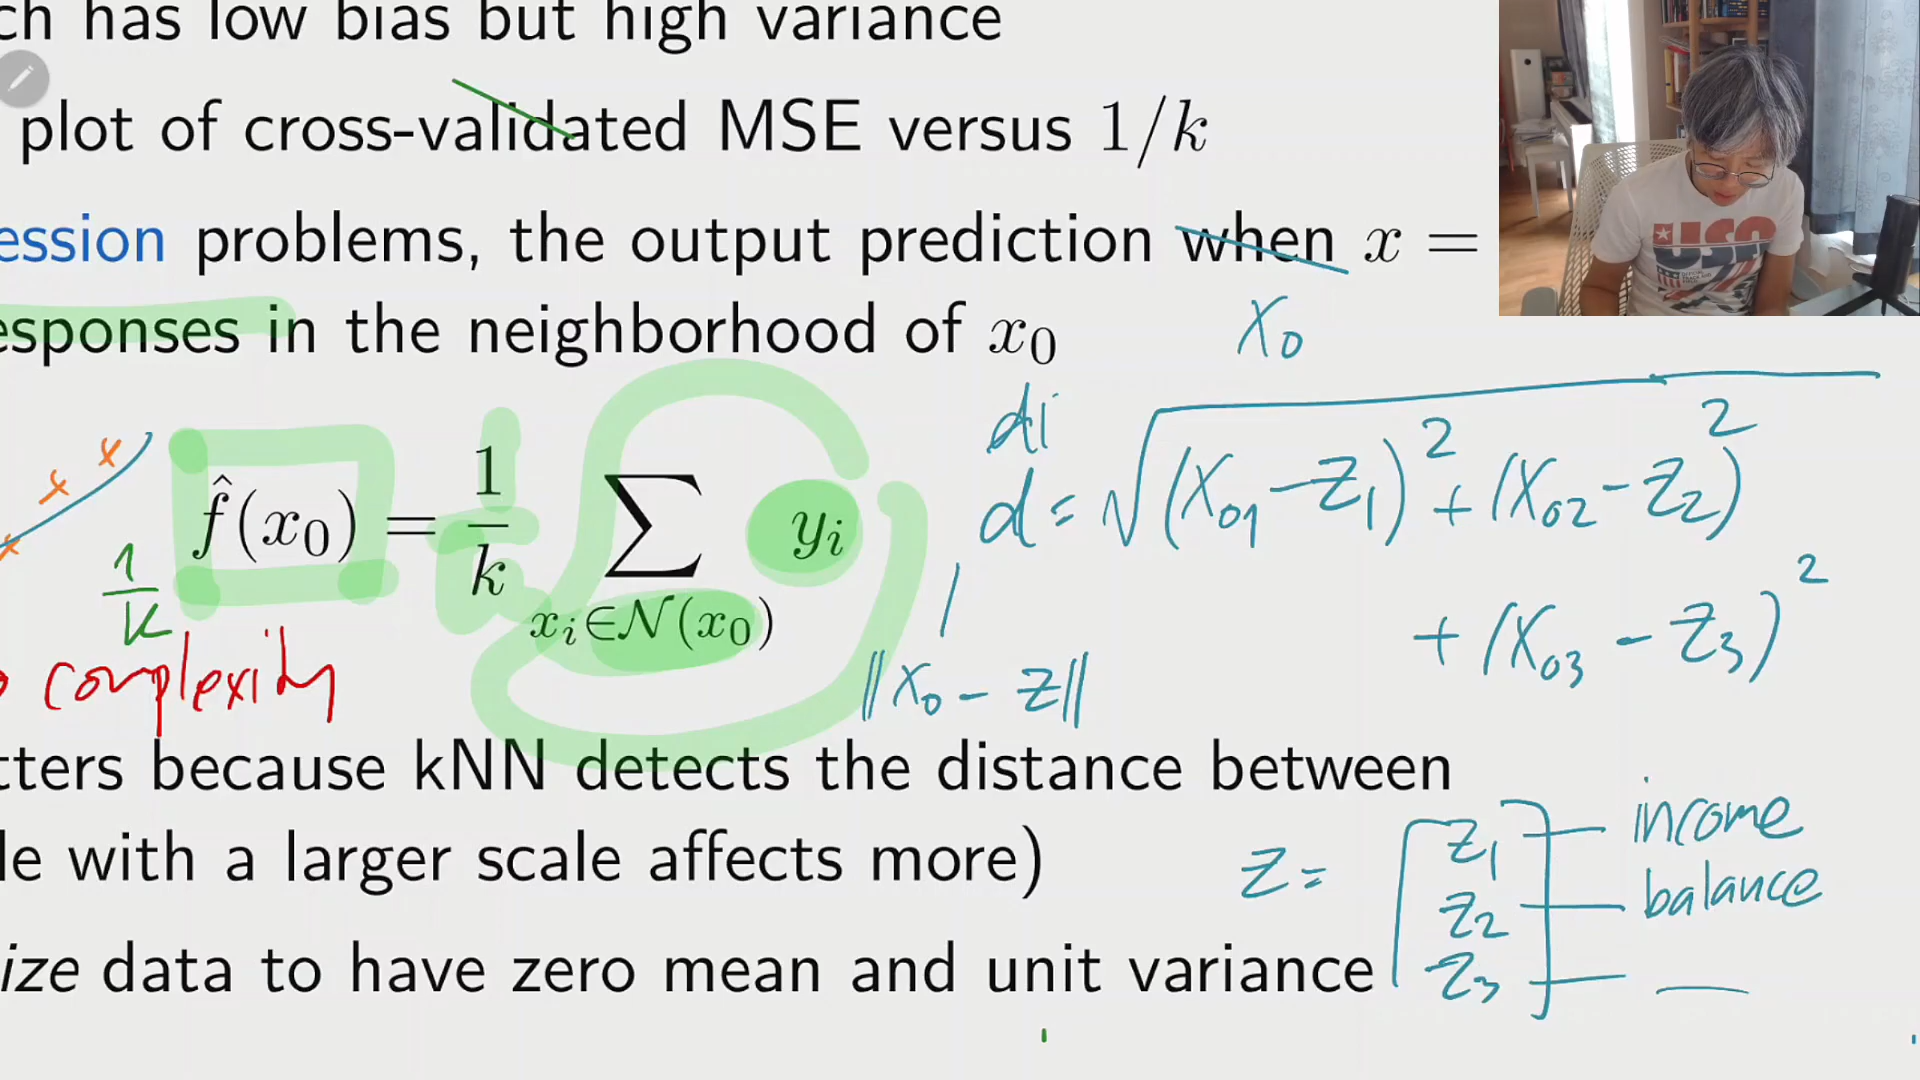 ch has low bias but high variance
plot of cross-validated MSE versus 1/k
ession problems, the output prediction when x =
esponses in the neighborhood of x₀
X₀
di
f̂(x₀) = 1/k ∑ yᵢ
xᵢ∈N(x₀)
d = √(X₀₁ - Z₁)² + (X₀₂ - Z₂)²
+ (X₀₃ - Z₃)²
1/k
complexity
||X₀ - Z||
tters because kNN detects the distance between
le with a larger scale affects more)
ize data to have zero mean and unit variance
Z = [Z₁ Z₂ Z₃]
income
balance
USA